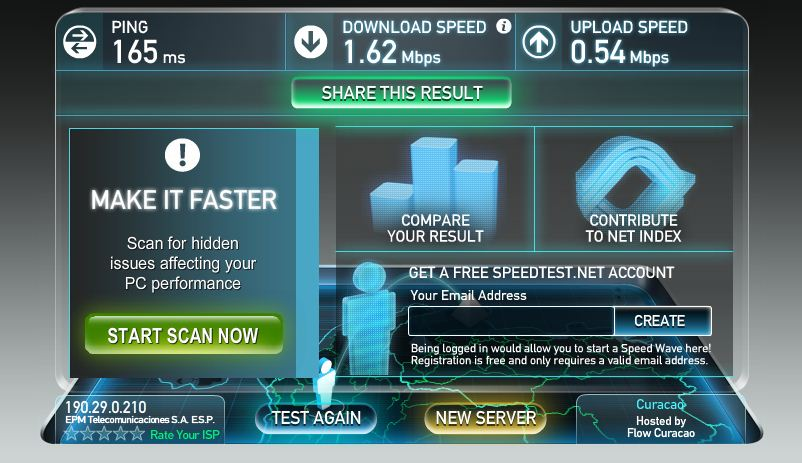 PING
165 ms
DOWNLOAD SPEED i
1.62 Mbps
UPLOAD SPEED
0.54 Mbps
SHARE THIS RESULT
!
MAKE IT FASTER
Scan for hidden
issues affecting your
PC performance
START SCAN NOW
COMPARE
YOUR RESULT
CONTRIBUTE
TO NET INDEX
GET A FREE SPEEDTEST.NET ACCOUNT
Your Email Address
CREATE
Being logged in would allow you to start a Speed Wave here!
Registration is free and only requires a valid email address.
190.29.0.210
EPM Telecomunicaciones S.A. E.S.P.
Rate Your ISP
TEST AGAIN
NEW SERVER
Curacao
Hosted by
Flow Curacao